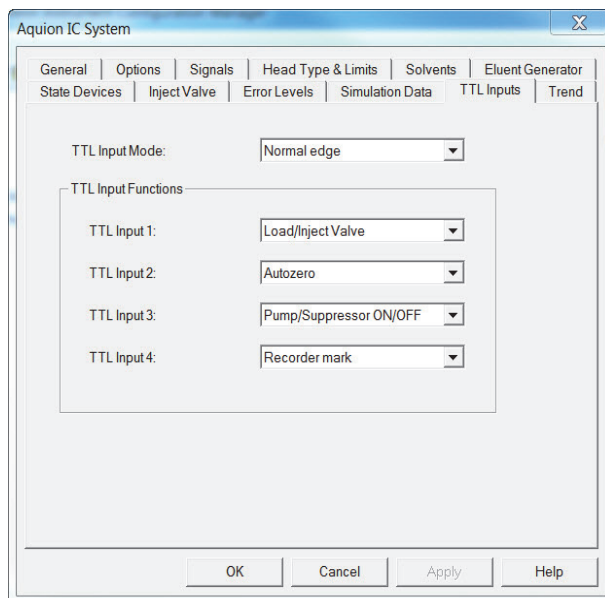 Aquion IC System
X
General Options Signals Head Type & Limits Solvents Eluent Generator
State Devices Inject Valve Error Levels Simulation Data TTL Inputs Trend
TTL Input Mode: Normal edge
TTL Input Functions
TTL Input 1: Load/Inject Valve
TTL Input 2: Autozero
TTL Input 3: Pump/Suppressor ON/OFF
TTL Input 4: Recorder mark
OK Cancel Apply Help